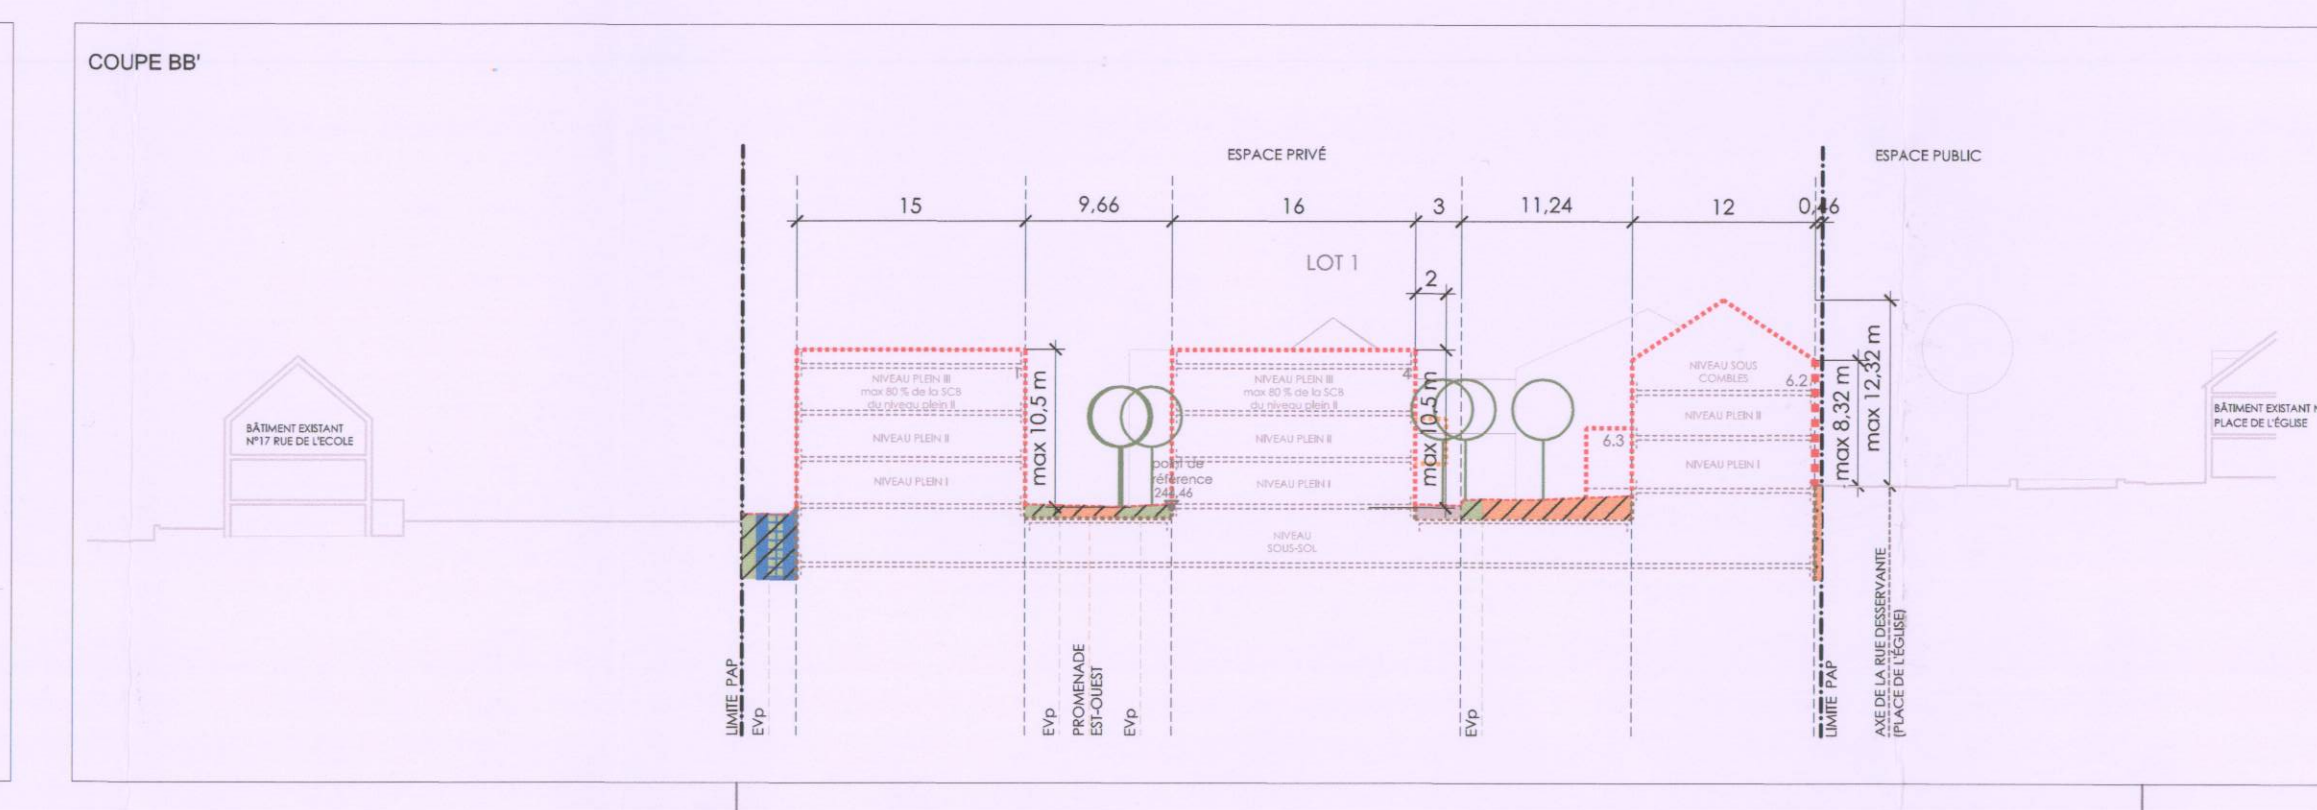 COUPE BB'
ESPACE PRIVÉ
ESPACE PUBLIC
15
9,66
16
3
11,24
12
0,46
LOT 1
2
BÂTIMENT EXISTANT
N°17 RUE DE L'ECOLE
NIVEAU PLEIN III
max 80 % de la SCB
du niveau plein II
NIVEAU PLEIN II
NIVEAU PLEIN I
1
max 10,5 m
point de
référence
244,46
NIVEAU PLEIN III
max 80 % de la SCB
du niveau plein II
NIVEAU PLEIN II
NIVEAU PLEIN I
4
max 10,5 m
6.3
NIVEAU SOUS
COMBLES
6.2
NIVEAU PLEIN II
NIVEAU PLEIN I
max 8,32 m
max 12,32 m
BÂTIMENT EXISTANT
PLACE DE L'ÉGLISE
NIVEAU
SOUS-SOL
LIMITE PAP
EVp
EVp
PROMENADE
EST-OUEST
EVp
EVp
LIMITE PAP
AXE DE LA RUE DESSERVANTE
(PLACE DE L'ÉGLISE)